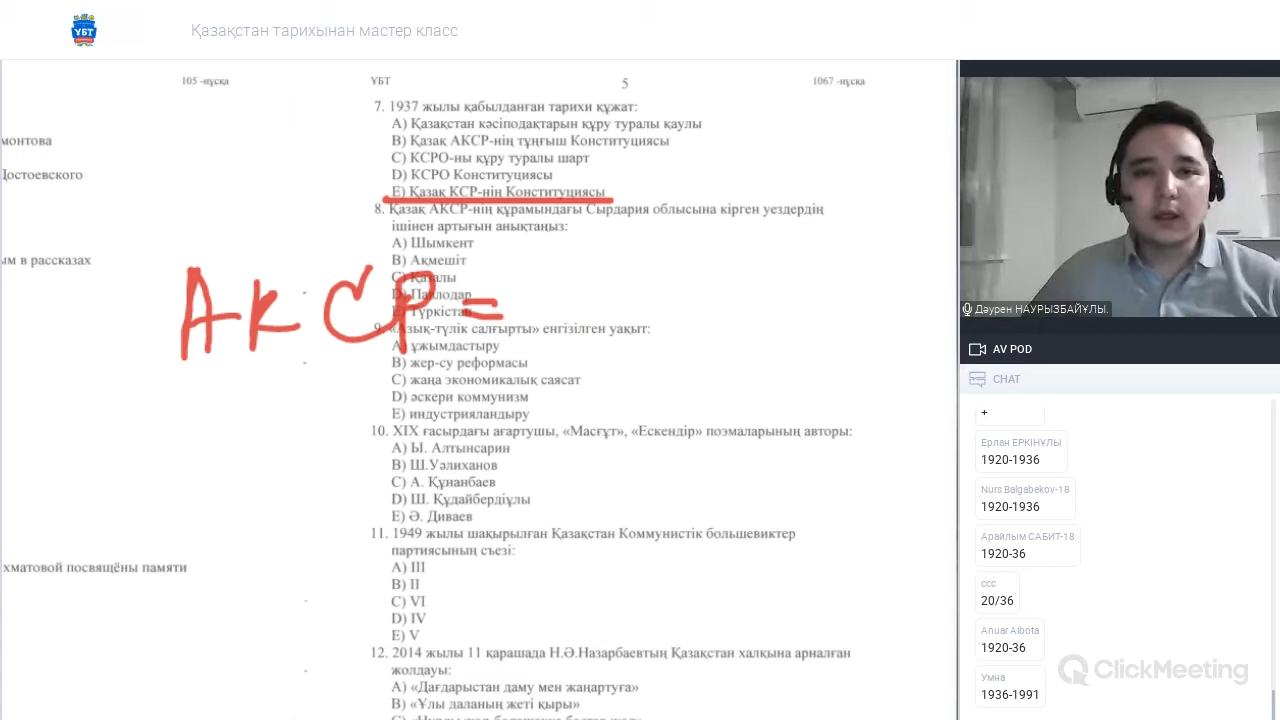 ҰБТ
Қазақстан тарихынан мастер класс
105 -нұсқа
ҰБТ
5
1067 -нұсқа
монтова
Достоевского
ым в рассказах
хматовой посвящёны памяти
7. 1937 жылы қабылданған тарихи құжат:
A) Қазақстан кәсіподақтарын құру туралы қаулы
B) Қазақ АКСР-нің тұңғыш Конституциясы
C) КСРО-ны құру туралы шарт
D) КСРО Конституциясы
E) Қазақ КСР-нің Конституциясы
8. Қазақ АКСР-нің құрамындағы Сырдария облысына кірген уездердің
ішінен артығын анықтаңыз:
A) Шымкент
B) Ақмешіт
C) Қазалы
D) Павлодар
E) Түркістан
АКСР=
9. «Азық-түлік салғырты» енгізілген уақыт:
A) ұжымдастыру
B) жер-су реформасы
C) жаңа экономикалық саясат
D) әскери коммунизм
E) индустрияландыру
10. XIX ғасырдағы ағартушы, «Масғұт», «Ескендір» поэмаларының авторы:
A) Ы. Алтынсарин
B) Ш.Уәлиханов
C) А. Құнанбаев
D) Ш. Құдайбердіұлы
E) Ә. Диваев
11. 1949 жылы шақырылған Қазақстан Коммунистік большевиктер
партиясының съезі:
A) III
B) II
C) VI
D) IV
E) V
12. 2014 жылы 11 қарашада Н.Ә.Назарбаевтың Қазақстан халқына арналған
жолдауы:
A) «Дағдарыстан даму мен жаңартуға»
B) «Ұлы даланың жеті қыры»
Дәурен НАУРЫЗБАЙҰЛЫ.
AV POD
CHAT
+
Ерлан ЕРКІНҰЛЫ
1920-1936
Nurs Balgabekov-18
1920-1936
Арайлым САБИТ-18
1920-36
ссс
20/36
Anuar Aibota
1920-36
Умна
1936-1991
ClickMeeting